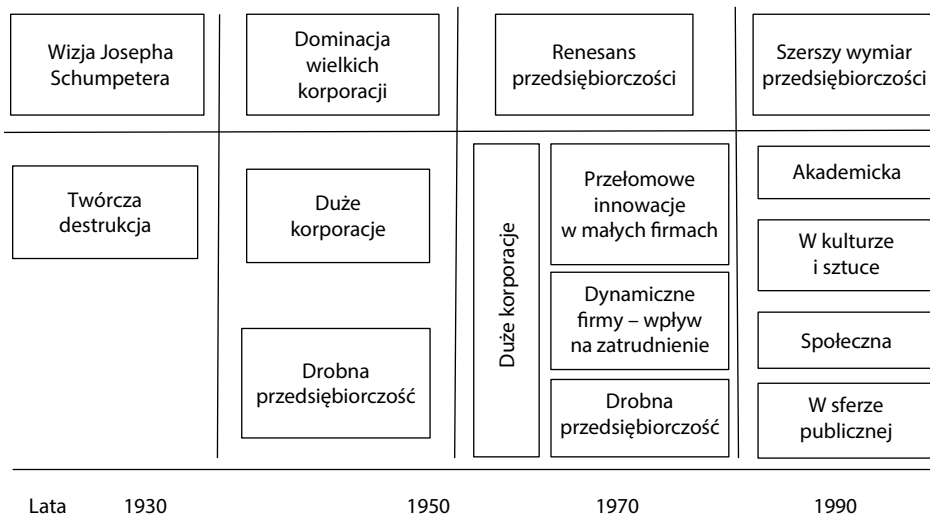 Wizja Josepha
Schumpetera
Dominacja
wielkich
korporacji
Renesans
przedsiębiorczości
Szerszy wymiar
przedsiębiorczości
Twórcza
destrukcja
Duże
korporacje
Drobna
przedsiębiorczość
Duże korporacje
Przełomowe
innowacje
w małych firmach
Dynamiczne
firmy – wpływ
na zatrudnienie
Drobna
przedsiębiorczość
Akademicka
W kulturze
i sztuce
Społeczna
W sferze
publicznej
Lata 1930 1950 1970 1990